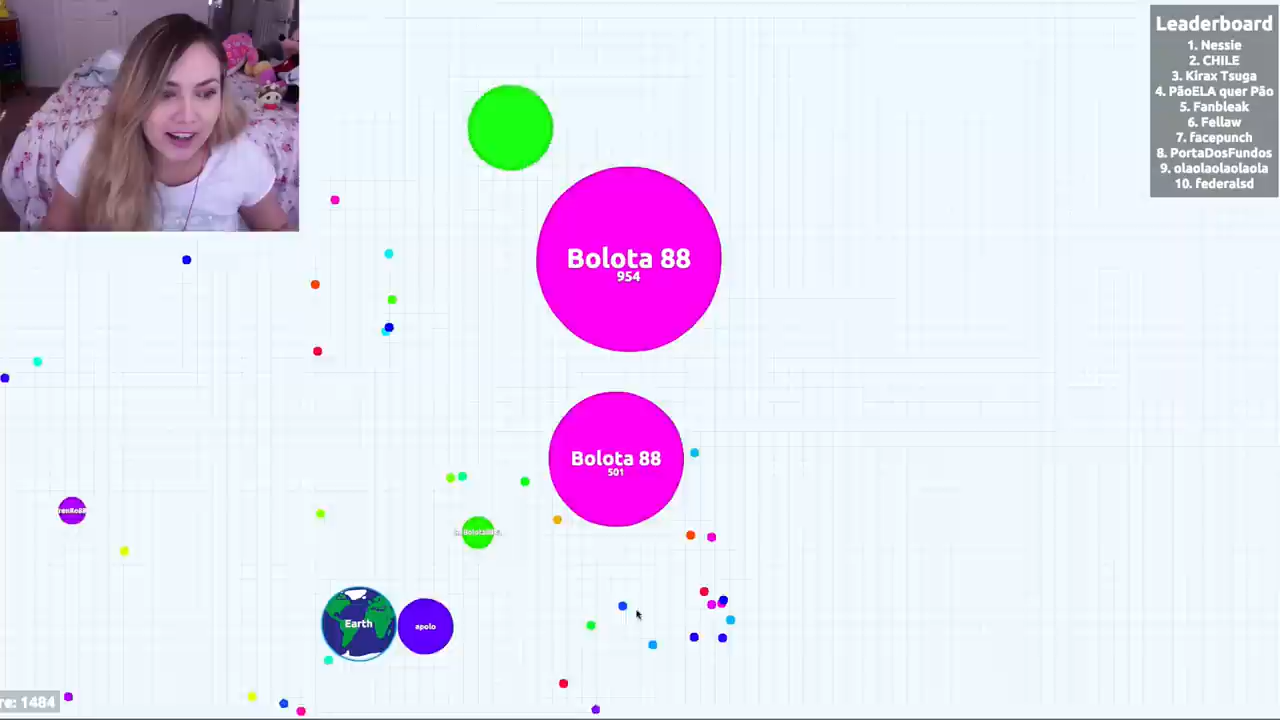 Leaderboard
1. Nessie
2. CHILE
3. Kirax Tsuga
4. PãoELA quer Pão
5. Fanbleak
6. Fellaw
7. facepunch
8. PortaDosFundos
9. olaolaolaolaola
10. federalsd
Bolota 88
954
Bolota 88
501
Earth
apolo
re: 1484